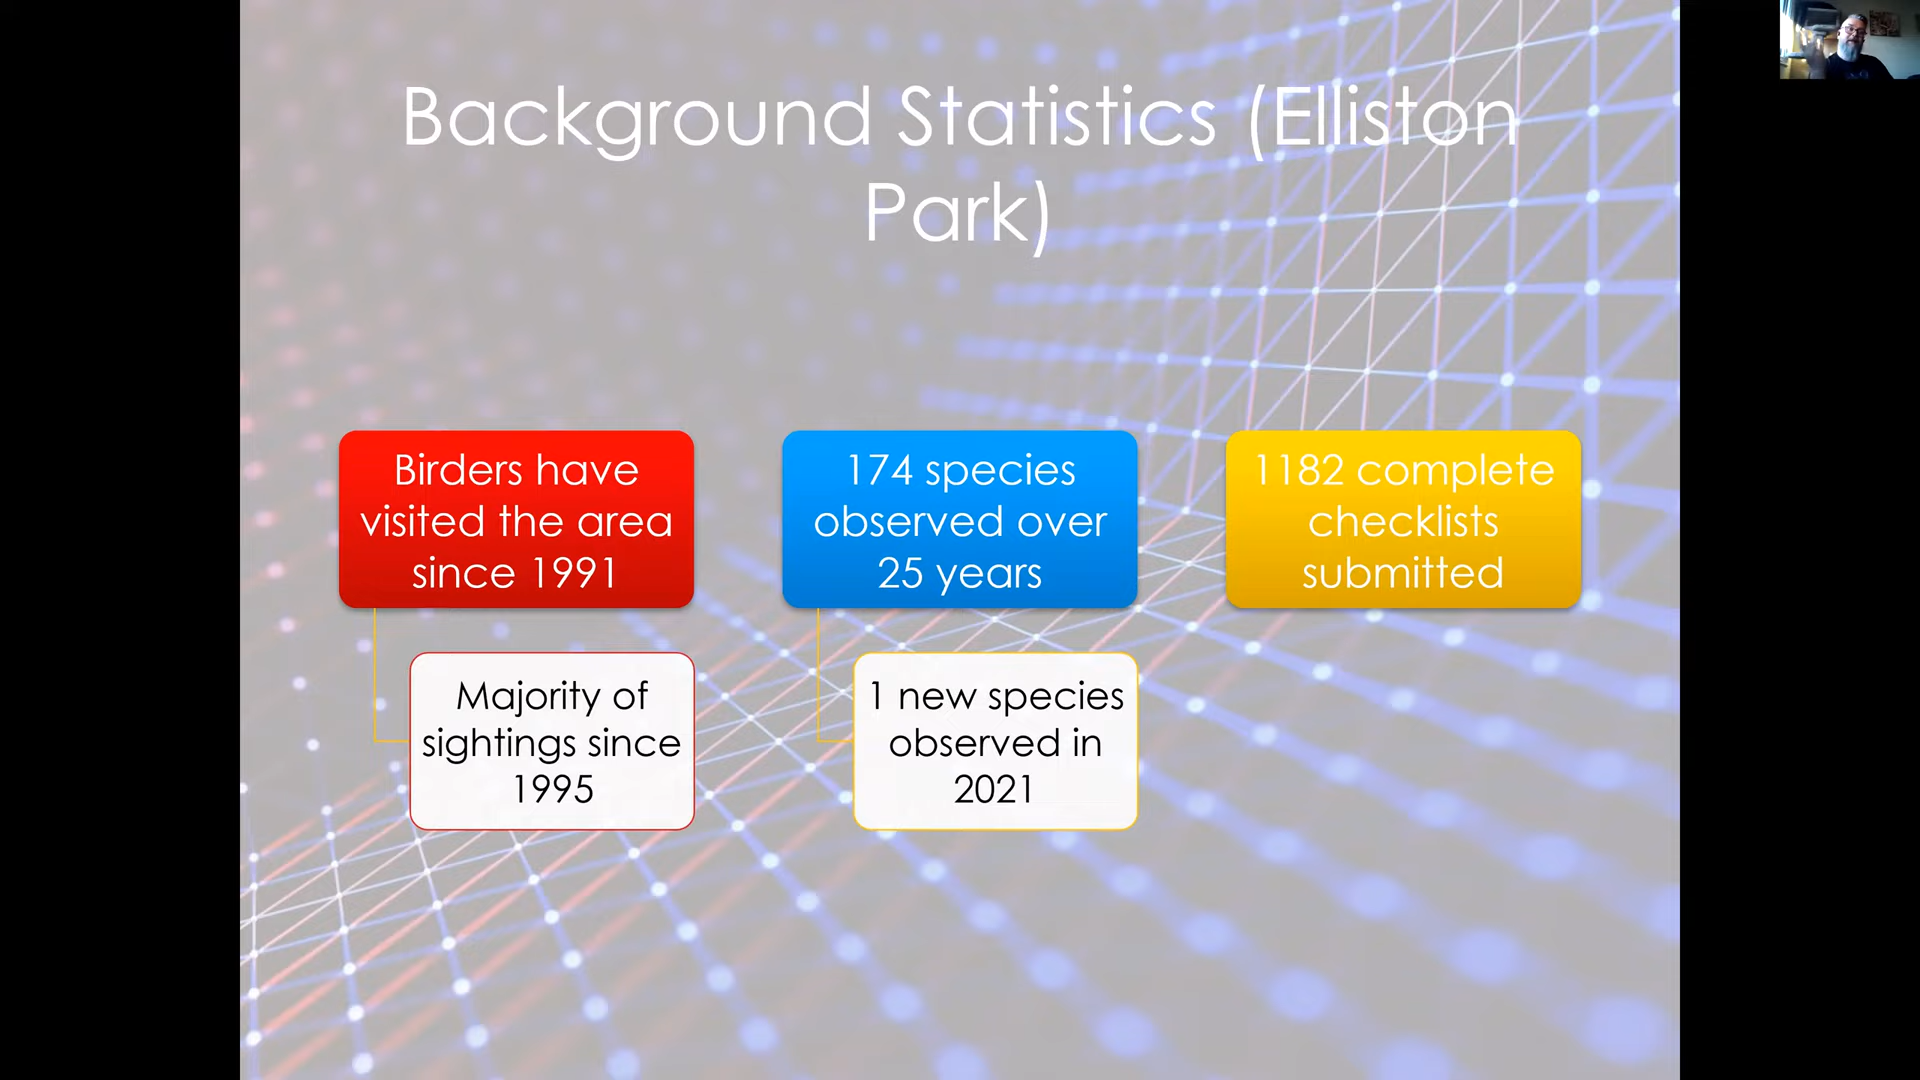 Background Statistics (Elliston
Park)
Birders have
visited the area
since 1991
Majority of
sightings since
1995
174 species
observed over
25 years
1 new species
observed in
2021
1182 complete
checklists
submitted